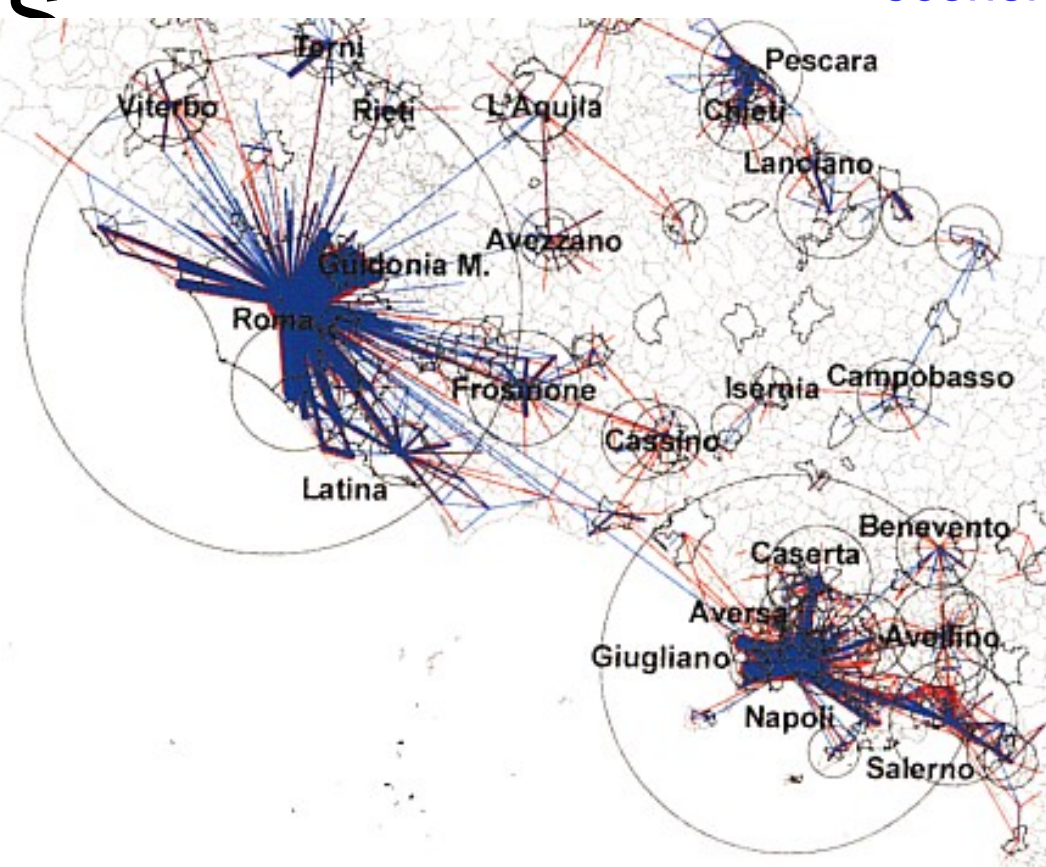 Terni
Pescara
Viterbo
Rieti
L'Aquila
Chieti
Lanciano
Avezzano
Guidonia M.
Roma
Frosinone
Isernia
Campobasso
Cassino
Latina
Benevento
Caserta
Aversa
Avellino
Giugliano
Napoli
Salerno